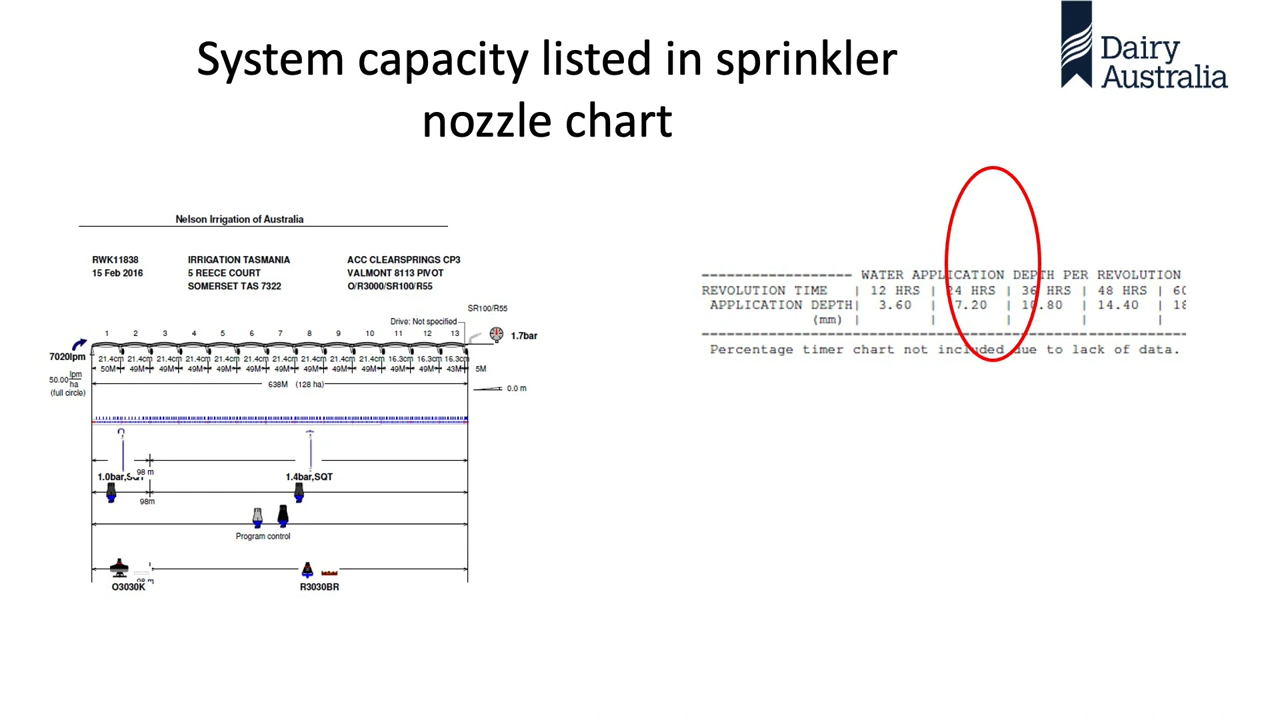 System capacity listed in sprinkler
nozzle chart
Dairy
Australia
Nelson Irrigation of Australia
RWK11838 IRRIGATION TASMANIA ACC CLEARSPRINGS CP3
15 Feb 2016 5 REECE COURT VALMONT 8113 PIVOT
SOMERSET TAS 7322 O/R3000/SR100/R55
SR100/R55
Drive: Not specified
1 2 3 4 5 6 7 8 9 10 11 12 13
1.7bar
7020lpm
21.4cm 21.4cm 21.4cm 21.4cm 21.4cm 21.4cm 21.4cm 21.4cm 21.4cm 21.4cm 16.3cm 16.3cm 16.3cm
50M 49M 49M 49M 49M 49M 49M 49M 49M 49M 49M 49M 43M 5M
50.00 lpm
ha
(full circle)
638M (128 ha)
0.0 m
98 m
1.0bar, 1.4bar,SQT
98m
Program control
98 m
O3030K R3030BR
------------------ WATER APPLICATION DEPTH PER REVOLUTION
REVOLUTION TIME | 12 HRS | 24 HRS | 36 HRS | 48 HRS | 60
APPLICATION DEPTH| 3.60 | 7.20 | 10.80 | 14.40 | 18
(mm) | | | | |
Percentage timer chart not included due to lack of data.